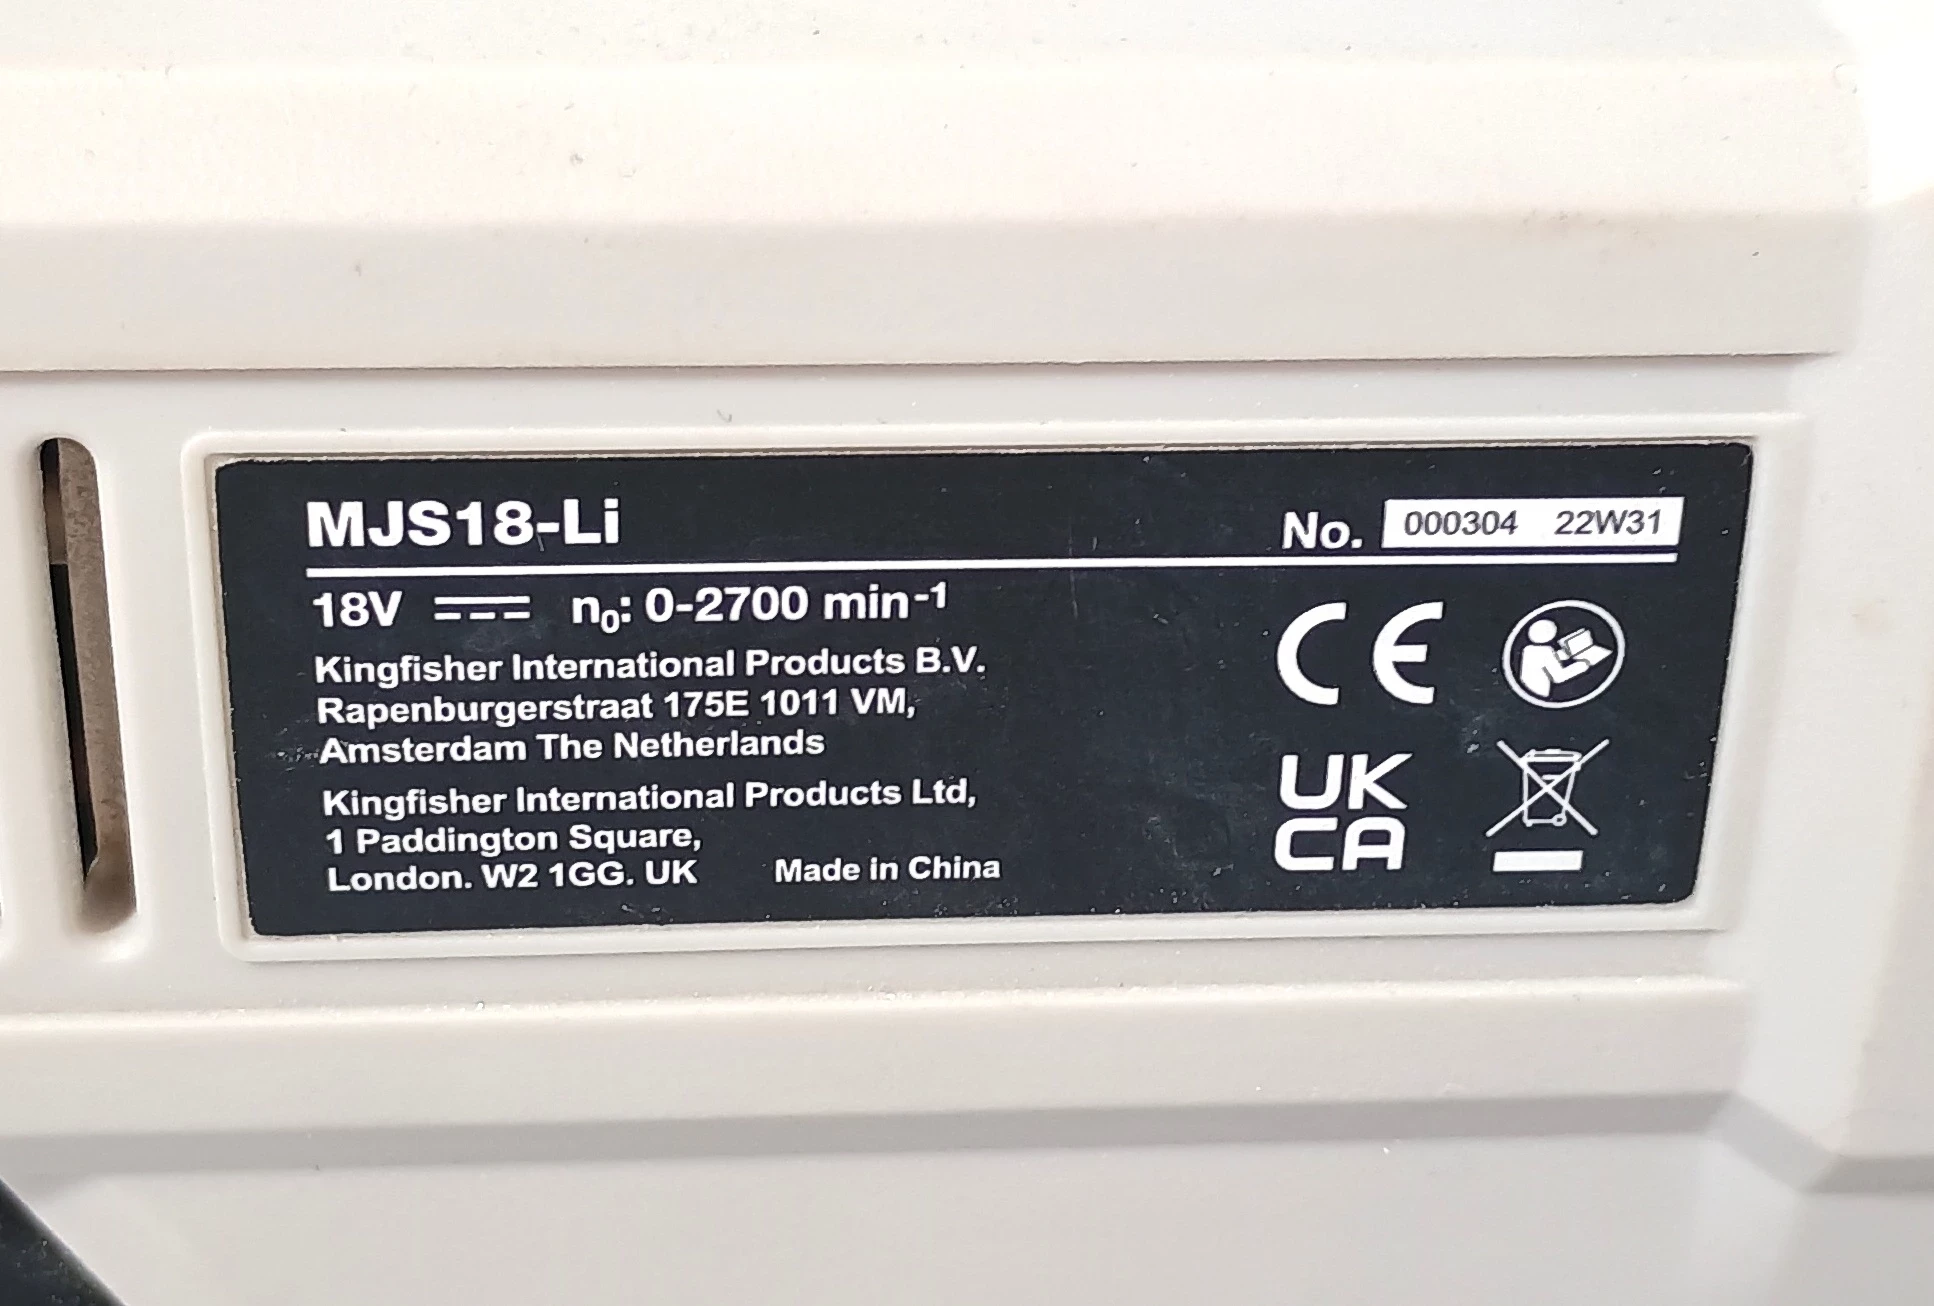 MJS18-Li No. 000304 22W31
18V n₀: 0-2700 min⁻¹
Kingfisher International Products B.V.
Rapenburgerstraat 175E 1011 VM,
Amsterdam The Netherlands
Kingfisher International Products Ltd,
1 Paddington Square,
London. W2 1GG. UK Made in China
CE
UK
CA